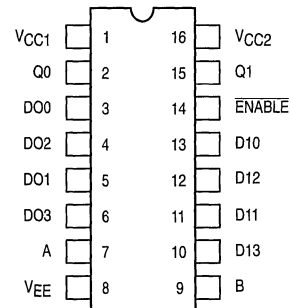 VCC1 1 16 VCC2
Q0 2 15 Q1
DO0 3 14 ENABLE
DO2 4 13 D10
DO1 5 12 D12
DO3 6 11 D11
A 7 10 D13
VEE 8 9 B